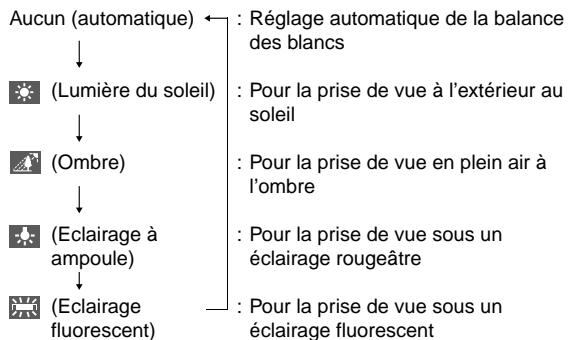 Aucun (automatique) : Réglage automatique de la balance
des blancs
(Lumière du soleil) : Pour la prise de vue à l'extérieur au
soleil
(Ombre) : Pour la prise de vue en plein air à
l'ombre
(Eclairage à : Pour la prise de vue sous un
ampoule) éclairage rougeâtre
(Eclairage : Pour la prise de vue sous un
fluorescent) éclairage fluorescent